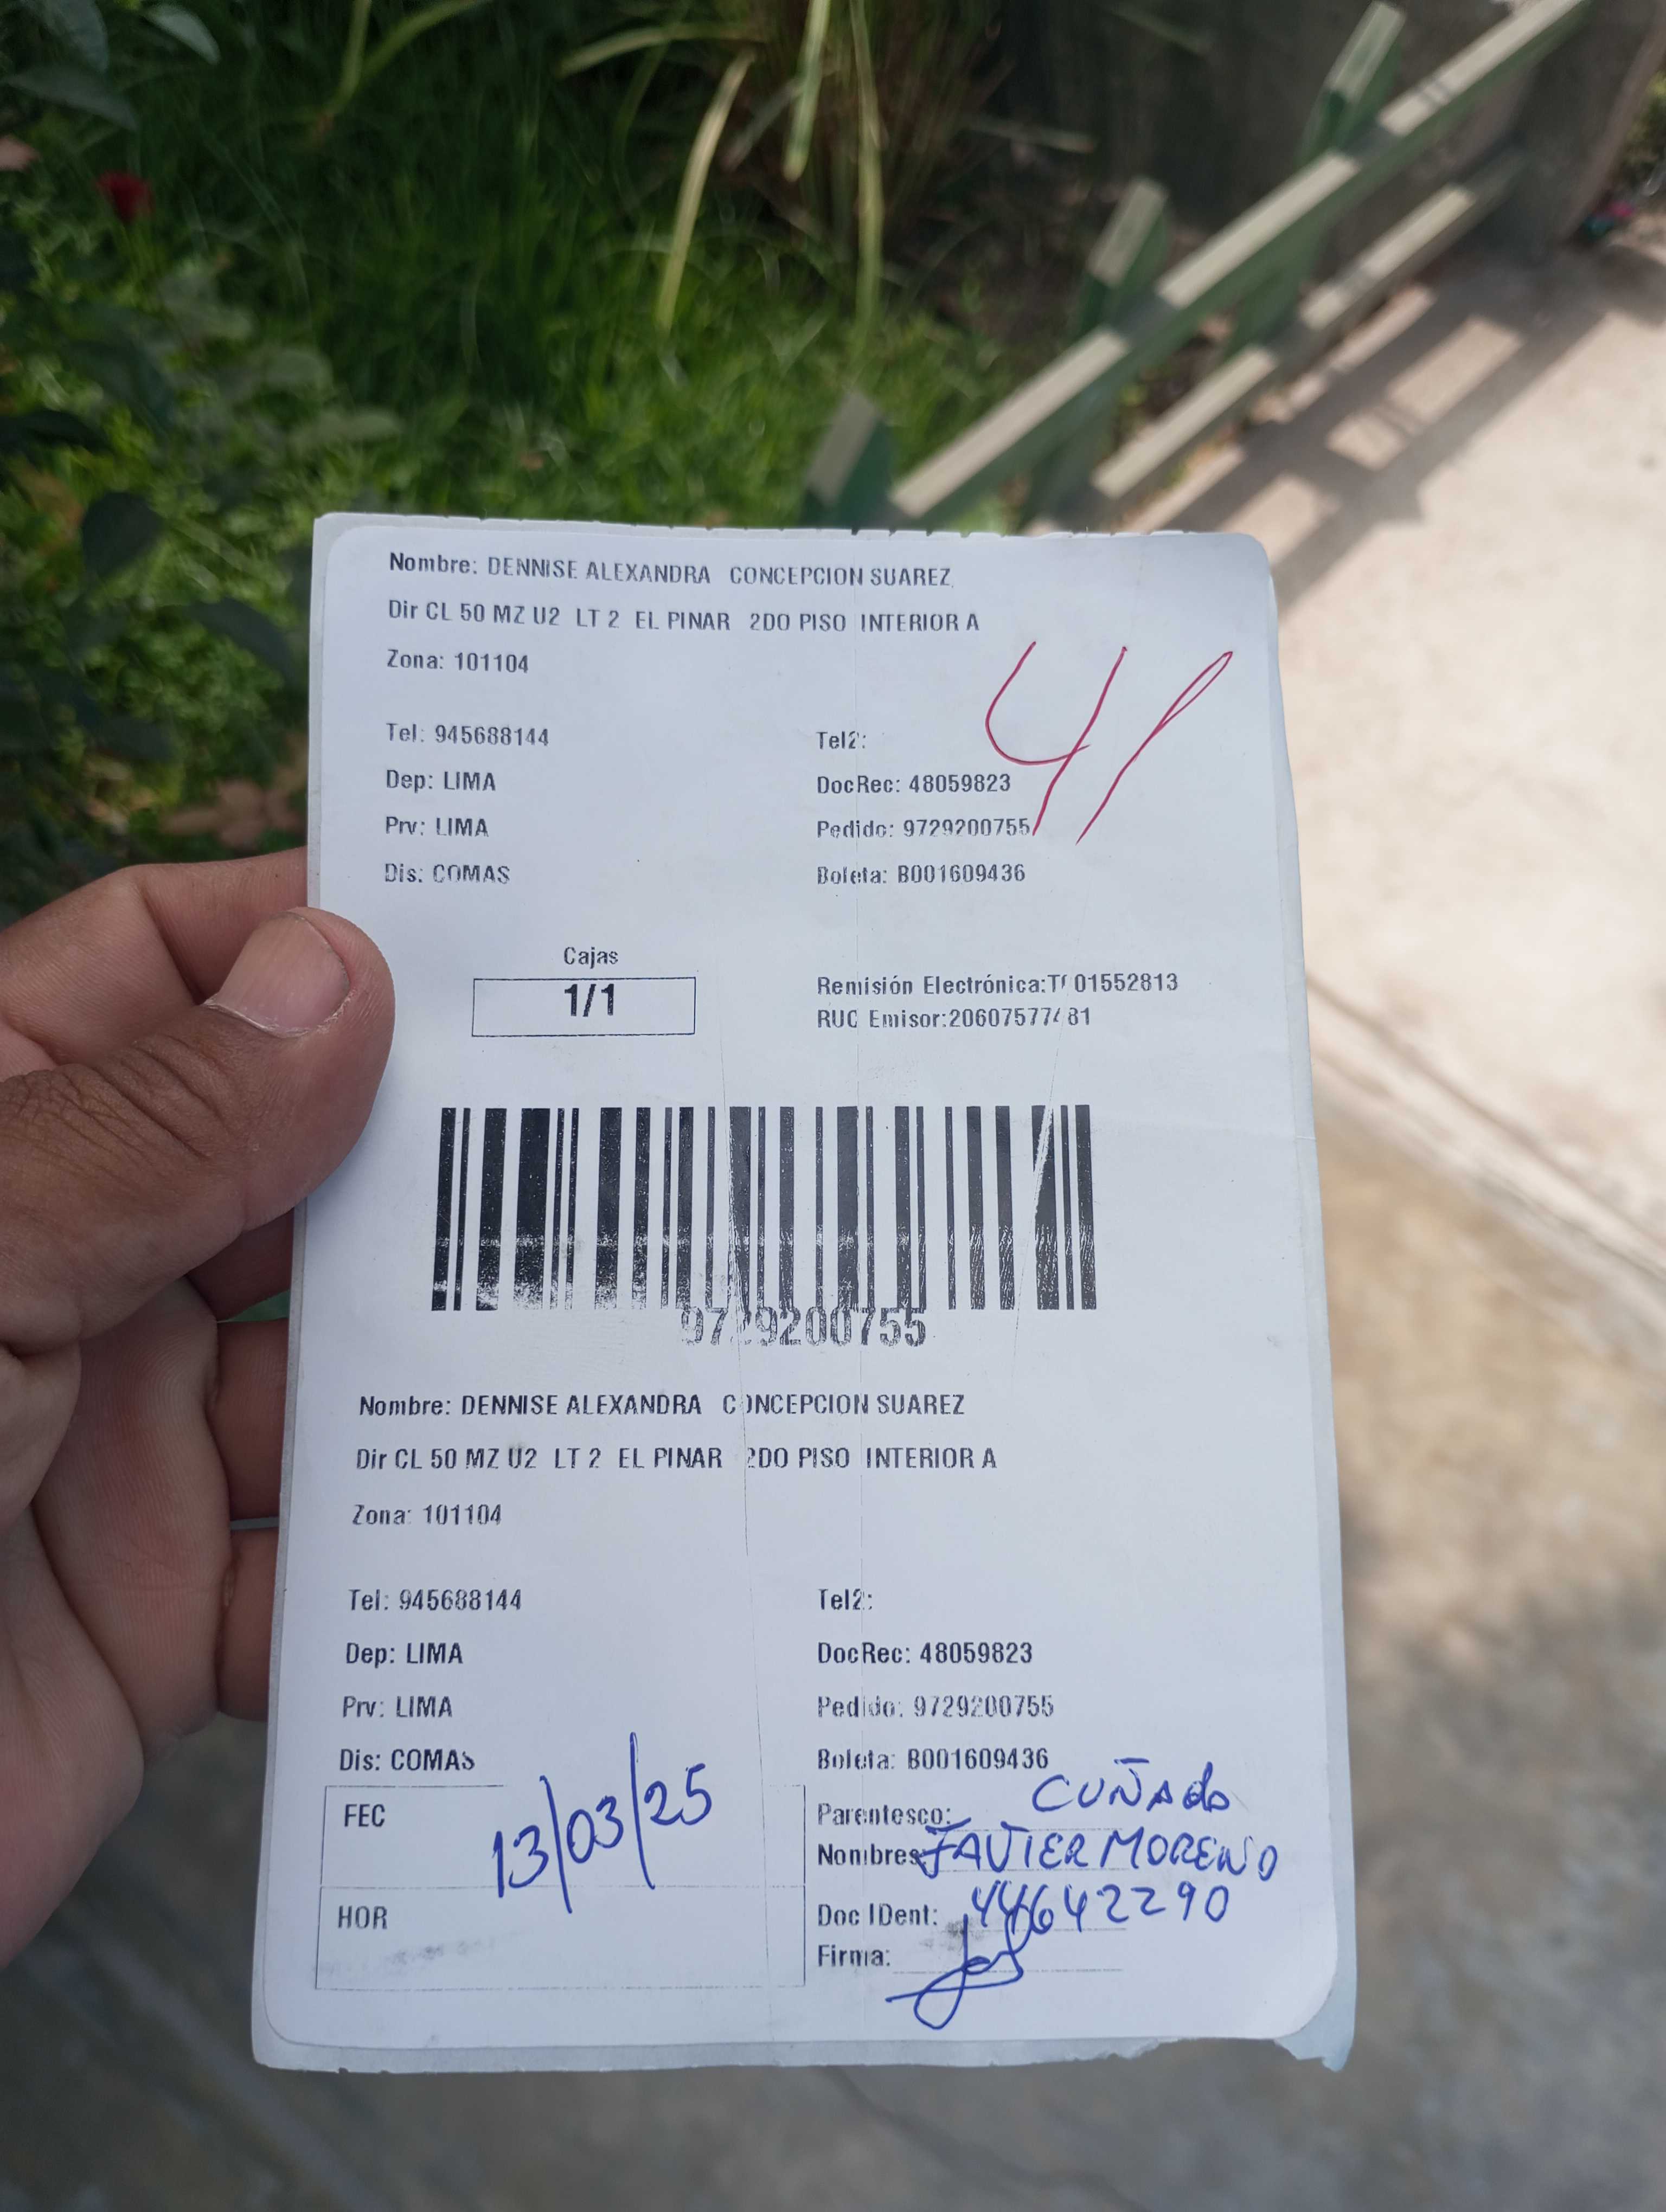 Nombre: DENNISE ALEXANDRA CONCEPCION SUAREZ
Dir CL 50 MZ U2 LT 2 EL PINAR 2DO PISO INTERIOR A
Zona: 101104
41
Tel: 945688144 Tel2:
Dep: LIMA DocRec: 48059823
Prv: LIMA Pedido: 9729200755
Dis: COMAS Boleta: B001609436
Cajas
1/1
Remisión Electrónica:
RUC Emisor:
9729200755
Nombre: DENNISE ALEXANDRA CONCEPCION SUAREZ
Dir CL 50 MZ U2 LT 2 EL PINAR 2DO PISO INTERIOR A
Zona: 101104
Tel: 945688144 Tel2:
Dep: LIMA DocRec: 48059823
Prv: LIMA Pedido: 9729200755
Dis: COMAS Boleta: B001609436
FEC 13/03/25
HOR
Parentesco: CUÑADO
Nombres: JAVIER MORENO
Doc IDent: 44642290
Firma: